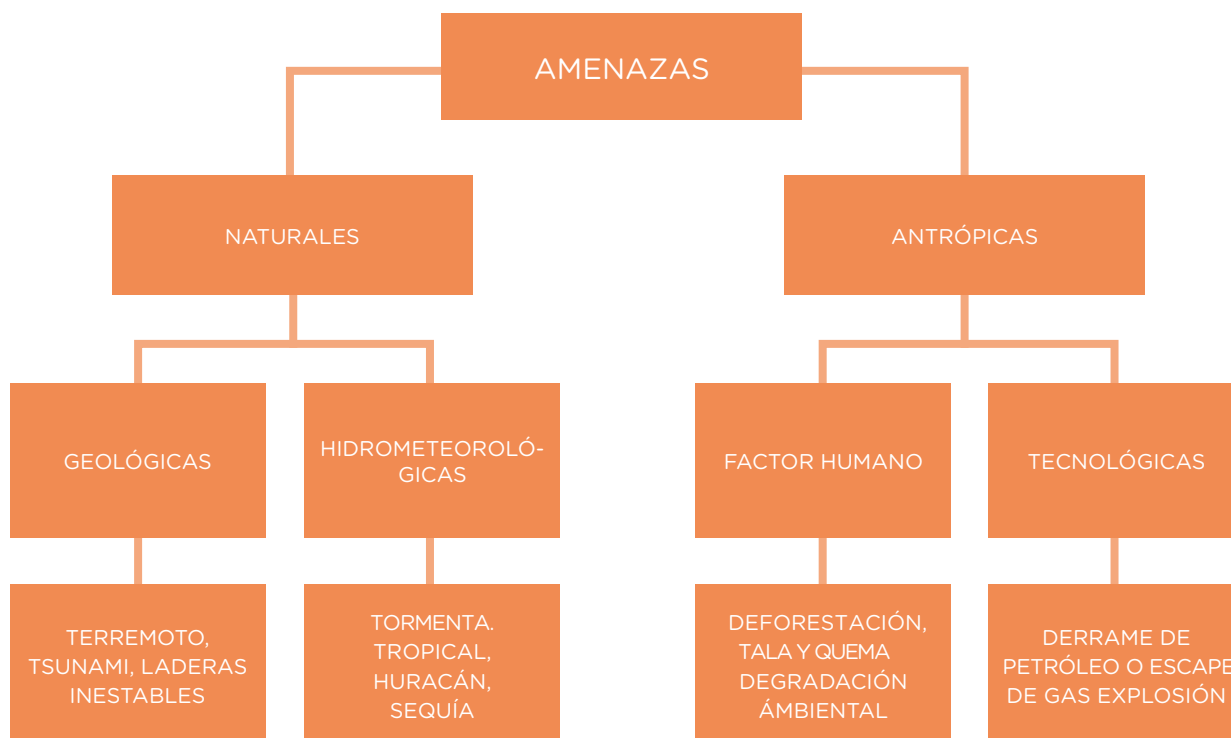 AMENAZAS
NATURALES
ANTRÓPICAS
GEOLÓGICAS
HIDROMETEOROLÓ-
GICAS
FACTOR HUMANO
TECNOLÓGICAS
TERREMOTO,
TSUNAMI, LADERAS
INESTABLES
TORMENTA.
TROPICAL,
HURACÁN,
SEQUÍA
DEFORESTACIÓN,
TALA Y QUEMA
DEGRADACIÓN
ÁMBIENTAL
DERRAME DE
PETRÓLEO O ESCAPE
DE GAS EXPLOSIÓN